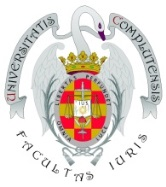 UNIVERSITATIS COMPLUTENSIS
FACULTAS IURIS